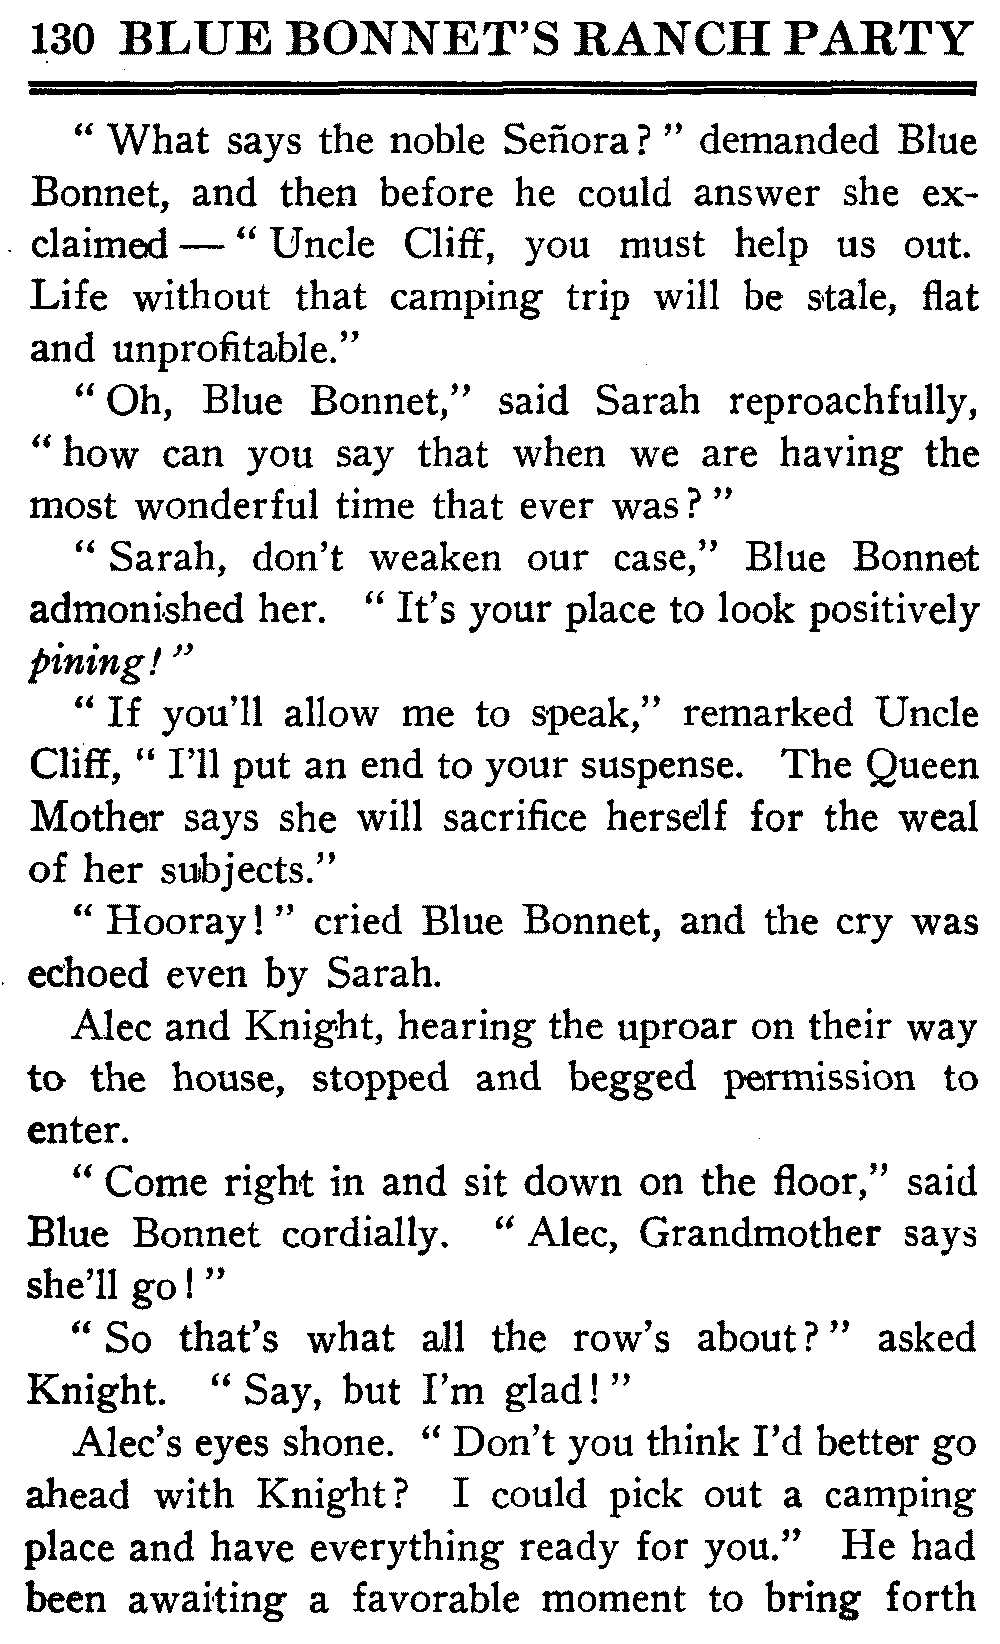 130 BLUE BONNET'S RANCH PARTY
" What says the noble Señora? " demanded Blue
Bonnet, and then before he could answer she ex-
claimed — " Uncle Cliff, you must help us out.
Life without that camping trip will be stale, flat
and unprofitable."
" Oh, Blue Bonnet," said Sarah reproachfully,
" how can you say that when we are having the
most wonderful time that ever was? "
" Sarah, don't weaken our case," Blue Bonnet
admonished her. " It's your place to look positively
pining! "
" If you'll allow me to speak," remarked Uncle
Cliff, " I'll put an end to your suspense. The Queen
Mother says she will sacrifice herself for the weal
of her subjects."
" Hooray! " cried Blue Bonnet, and the cry was
echoed even by Sarah.
Alec and Knight, hearing the uproar on their way
to the house, stopped and begged permission to
enter.
" Come right in and sit down on the floor," said
Blue Bonnet cordially. " Alec, Grandmother says
she'll go! "
" So that's what all the row's about? " asked
Knight. " Say, but I'm glad! "
Alec's eyes shone. " Don't you think I'd better go
ahead with Knight? I could pick out a camping
place and have everything ready for you." He had
been awaiting a favorable moment to bring forth